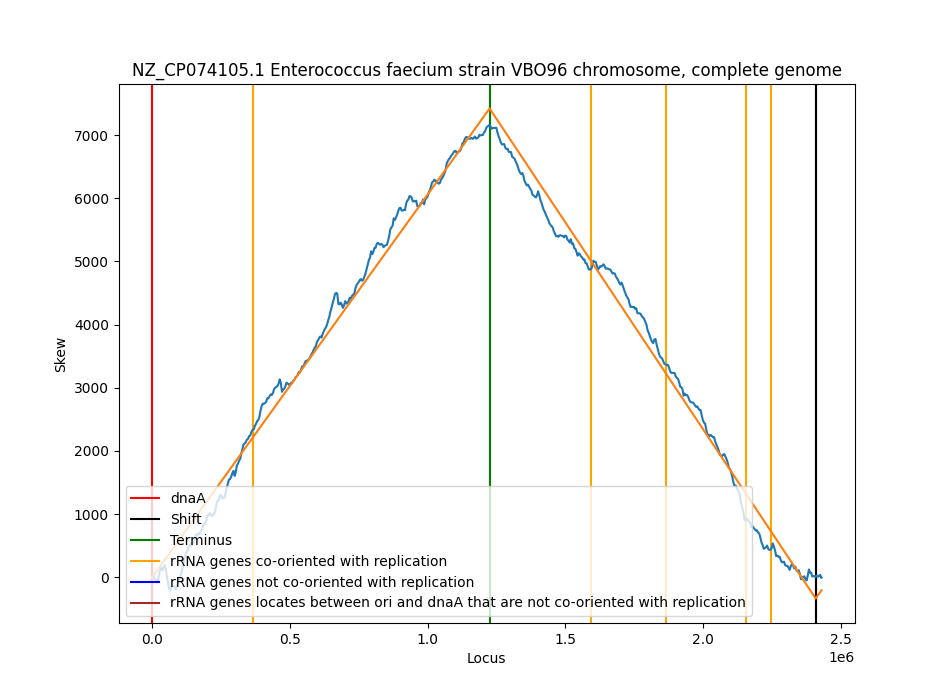 NZ_CP074105.1 Enterococcus faecium strain VBO96 chromosome, complete genome
7000
6000
5000
4000
3000
2000
1000
0
Skew
dnaA
Shift
Terminus
rRNA genes co-oriented with replication
rRNA genes not co-oriented with replication
rRNA genes locates between ori and dnaA that are not co-oriented with replication
0.0 0.5 1.0 1.5 2.0 2.5
1e6
Locus